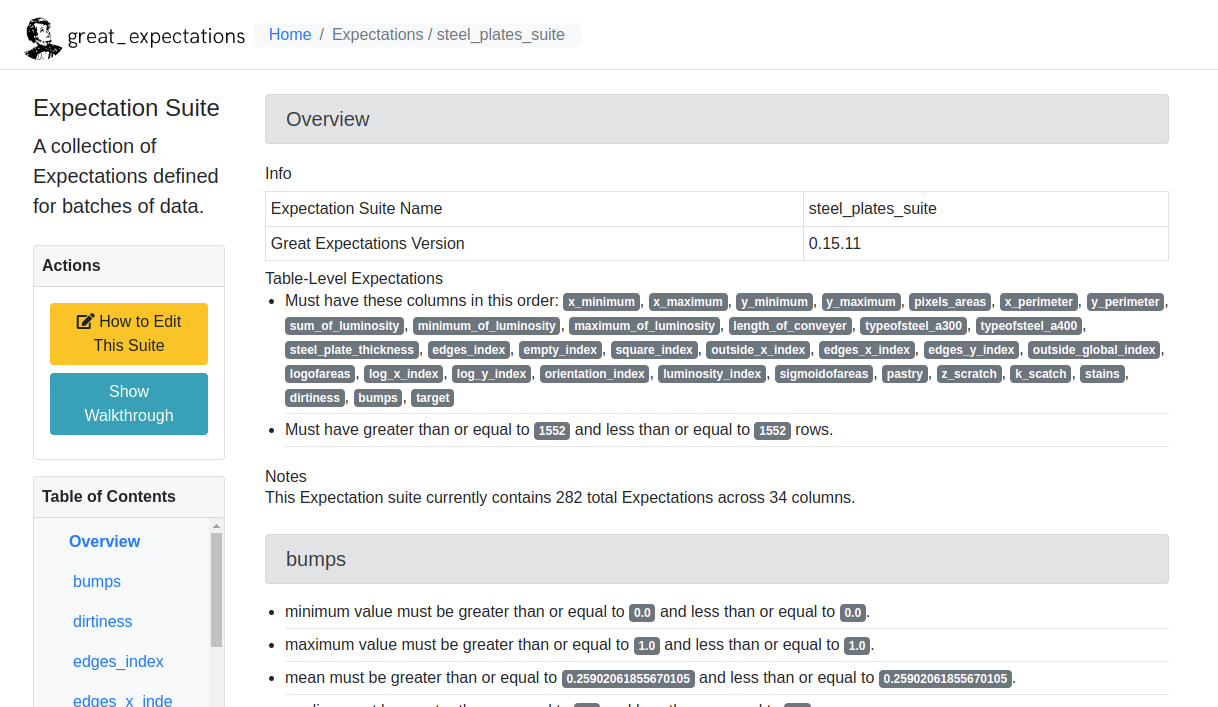 great_expectations
Home / Expectations / steel_plates_suite
Expectation Suite
A collection of
Expectations defined
for batches of data.
Actions
How to Edit
This Suite
Show
Walkthrough
Table of Contents
Overview
bumps
dirtiness
edges_index
edges_x_inde
Overview
Info
Expectation Suite Name steel_plates_suite
Great Expectations Version 0.15.11
Table-Level Expectations
• Must have these columns in this order: x_minimum, x_maximum, y_minimum, y_maximum, pixels_areas, x_perimeter, y_perimeter,
sum_of_luminosity, minimum_of_luminosity, maximum_of_luminosity, length_of_conveyer, typeofsteel_a300, typeofsteel_a400,
steel_plate_thickness, edges_index, empty_index, square_index, outside_x_index, edges_x_index, edges_y_index, outside_global_index,
logofareas, log_x_index, log_y_index, orientation_index, luminosity_index, sigmoidofareas, pastry, z_scratch, k_scatch, stains,
dirtiness, bumps, target
• Must have greater than or equal to 1552 and less than or equal to 1552 rows.
Notes
This Expectation suite currently contains 282 total Expectations across 34 columns.
bumps
• minimum value must be greater than or equal to 0.0 and less than or equal to 0.0.
• maximum value must be greater than or equal to 1.0 and less than or equal to 1.0.
• mean must be greater than or equal to 0.25902061855670105 and less than or equal to 0.25902061855670105.